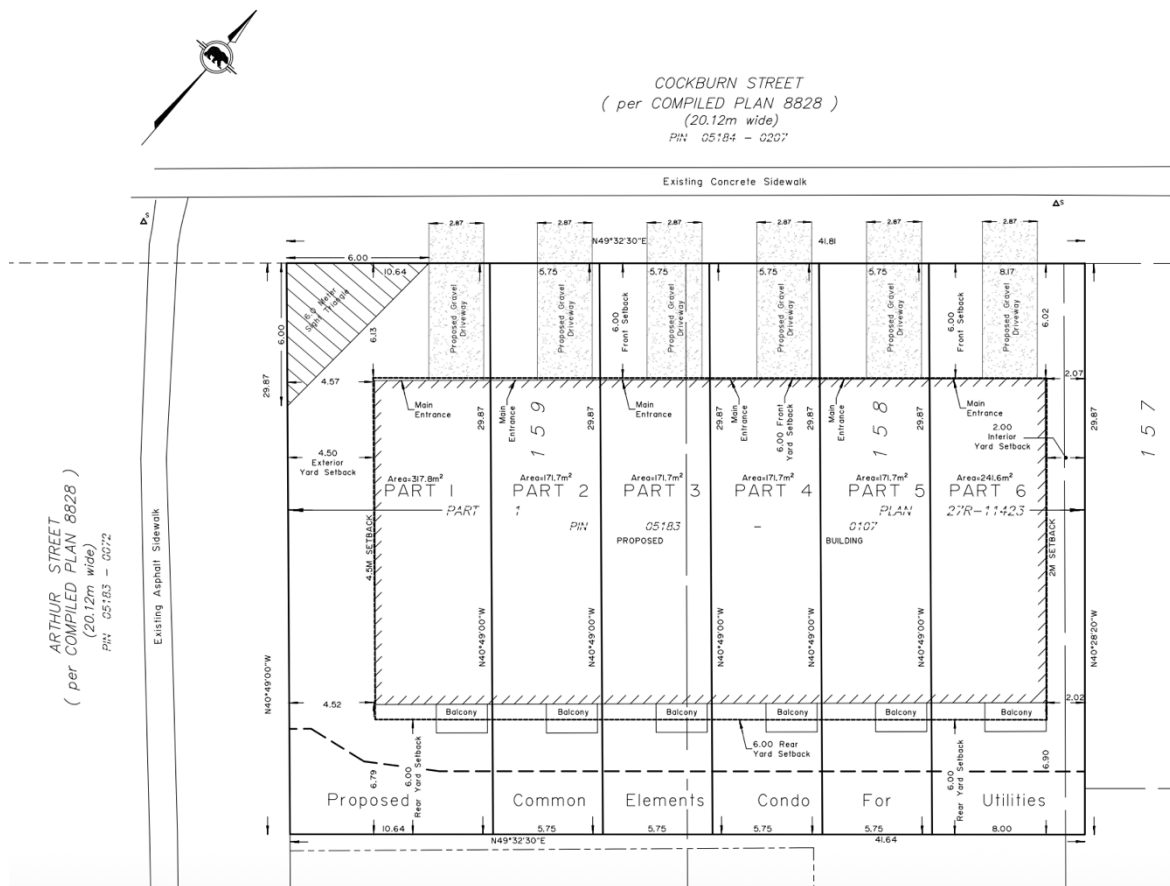 COCKBURN STREET
( per COMPILED PLAN 8828 )
(20.12m wide)
PIN 05184 - 0207
Existing Concrete Sidewalk
S
S
2.87
2.87
2.87
2.87
2.87
2.87
N49°32'30"E
41.81
6.00
10.64
5.75
5.75
5.75
5.75
8.17
6.0 Meter
Sight Triangle
6.00
29.87
6.13
Proposed Gravel
Driveway
Proposed Gravel
Driveway
6.00
Front Setback
Proposed Gravel
Driveway
Proposed Gravel
Driveway
Proposed Gravel
Driveway
6.00
Front Setback
Proposed Gravel
Driveway
6.02
29.87
4.57
2.07
Main
Entrance
29.87
Main
Entrance
159
29.87
Main
Entrance
29.87
Main
Entrance
6.00 Front
Yard Setback
29.87
Main
Entrance
158
29.87
Main
Entrance
2.00
Interior
Yard Setback
157
4.50
Exterior
Yard Setback
Area=317.8m²
PART 1
Area=171.7m²
PART 2
Area=171.7m²
PART 3
Area=171.7m²
PART 4
Area=171.7m²
PART 5
Area=241.6m²
PART 6
PART 1 PLAN 27R-11423
PIN 05183 - 0107
PROPOSED BUILDING
4.5M SETBACK
2M SETBACK
ARTHUR STREET
( per COMPILED PLAN 8828 )
(20.12m wide)
PIN 05183 - 0072
Existing Asphalt Sidewalk
N40°49'00"W
N40°49'00"W
N40°49'00"W
N40°49'00"W
N40°49'00"W
N40°49'00"W
N40°28'20"W
4.52
2.02
Balcony
Balcony
Balcony
Balcony
Balcony
Balcony
6.79
6.00
Rear Yard Setback
6.00 Rear
Yard Setback
6.00
Rear Yard Setback
6.90
Proposed Common Elements Condo For Utilities
10.64
5.75
5.75
5.75
5.75
8.00
N49°32'30"E
41.64